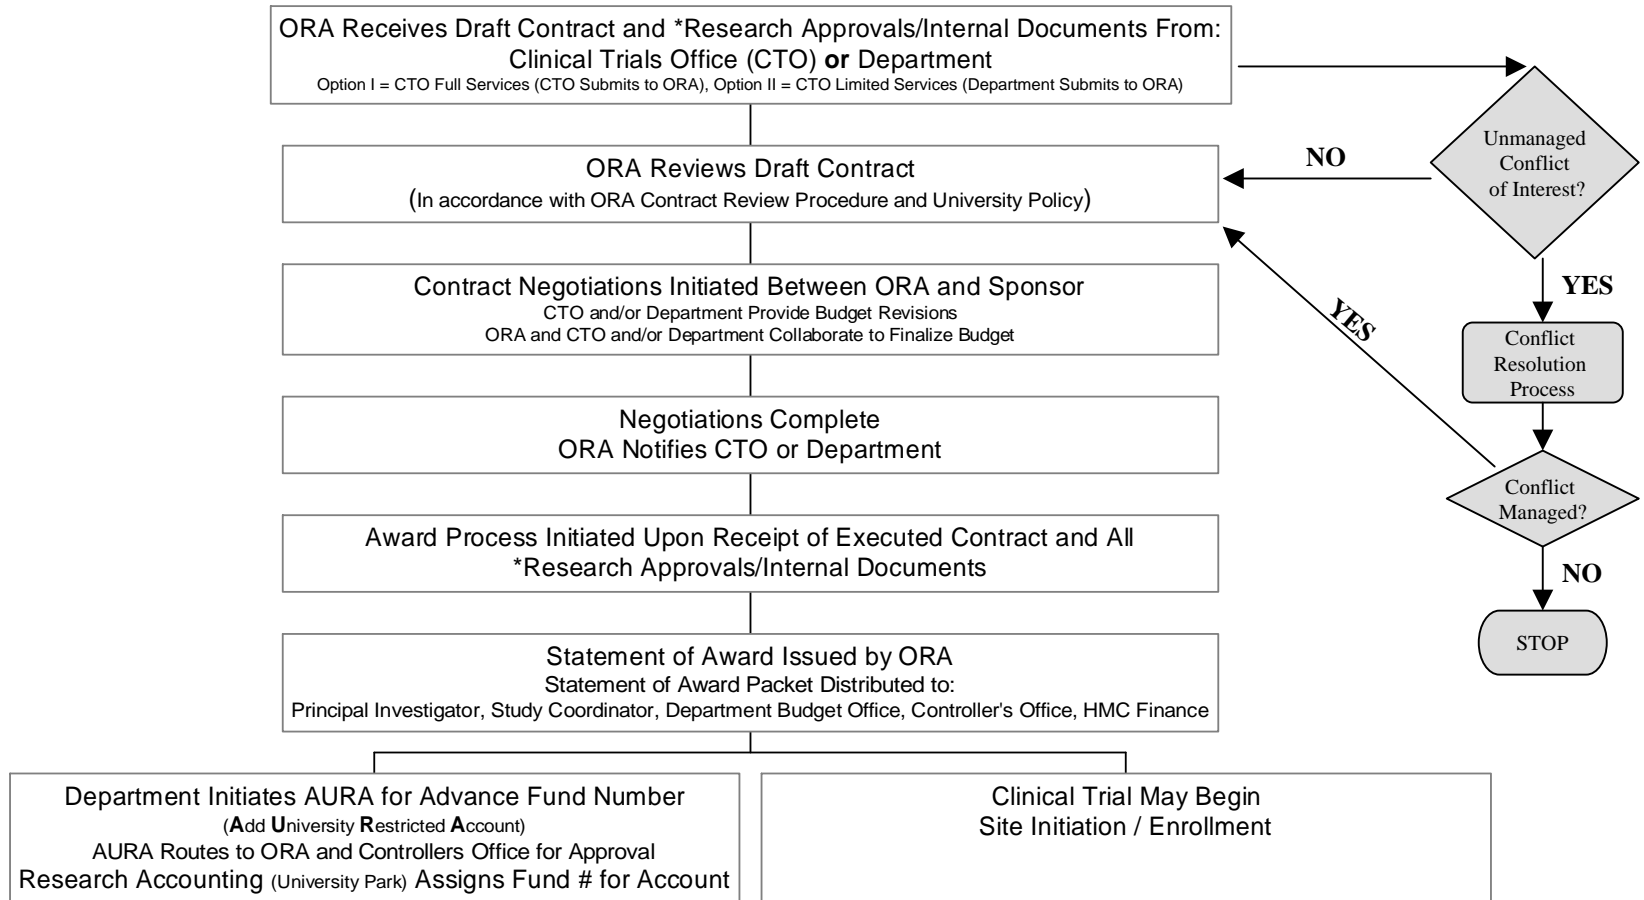 ORA Receives Draft Contract and *Research Approvals/Internal Documents From:
Clinical Trials Office (CTO) or Department
Option I = CTO Full Services (CTO Submits to ORA), Option II = CTO Limited Services (Department Submits to ORA)
Unmanaged
Conflict
of Interest?
NO
YES
ORA Reviews Draft Contract
(In accordance with ORA Contract Review Procedure and University Policy)
Contract Negotiations Initiated Between ORA and Sponsor
CTO and/or Department Provide Budget Revisions
ORA and CTO and/or Department Collaborate to Finalize Budget
YES
Conflict
Resolution
Process
Negotiations Complete
ORA Notifies CTO or Department
Conflict
Managed?
NO
STOP
Award Process Initiated Upon Receipt of Executed Contract and All
*Research Approvals/Internal Documents
Statement of Award Issued by ORA
Statement of Award Packet Distributed to:
Principal Investigator, Study Coordinator, Department Budget Office, Controller's Office, HMC Finance
Department Initiates AURA for Advance Fund Number
(Add University Restricted Account)
AURA Routes to ORA and Controllers Office for Approval
Research Accounting (University Park) Assigns Fund # for Account
Clinical Trial May Begin
Site Initiation / Enrollment